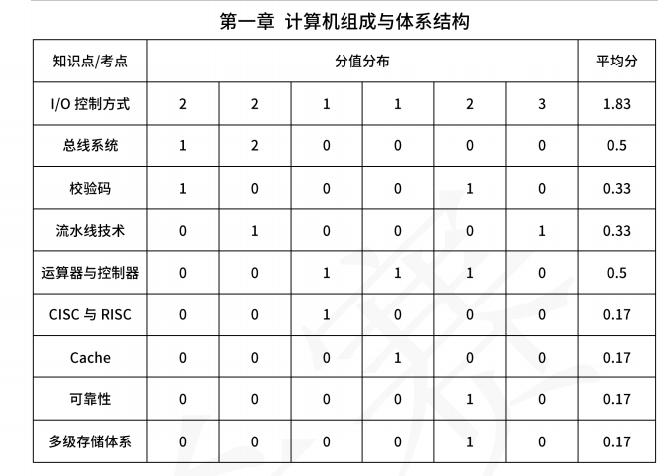 第一章 计算机组成与体系结构
知识点/考点 分值分布 平均分
I/O 控制方式 2 2 1 1 2 3 1.83
总线系统 1 2 0 0 0 0 0.5
校验码 1 0 0 0 1 0 0.33
流水线技术 0 1 0 0 0 1 0.33
运算器与控制器 0 0 1 1 1 0 0.5
CISC 与 RISC 0 0 1 0 0 0 0.17
Cache 0 0 0 1 0 0 0.17
可靠性 0 0 0 0 1 0 0.17
多级存储体系 0 0 0 0 1 0 0.17